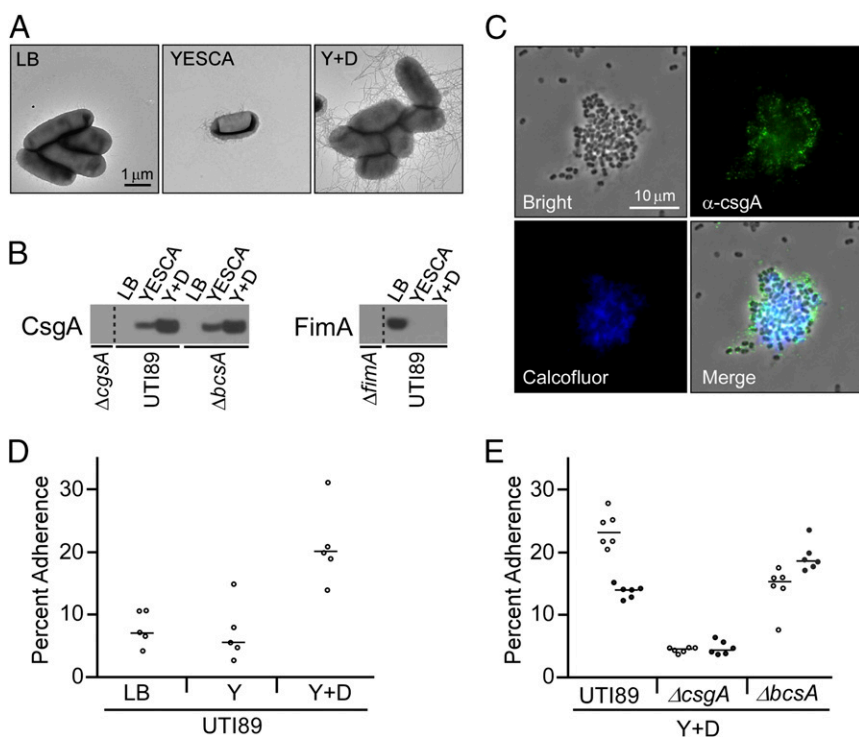 A
LB
YESCA
Y+D
1 µm
B
LB
YESCA
Y+D
LB
YESCA
Y+D
CsgA
ΔcgsA
UTI89
ΔbcsA
LB
YESCA
Y+D
FimA
ΔfimA
UTI89
C
Bright
10 µm
α-csgA
Calcofluor
Merge
D
Percent Adherence
30
20
10
0
LB
Y
Y+D
UTI89
E
Percent Adherence
30
20
10
0
UTI89
ΔcsgA
ΔbcsA
Y+D